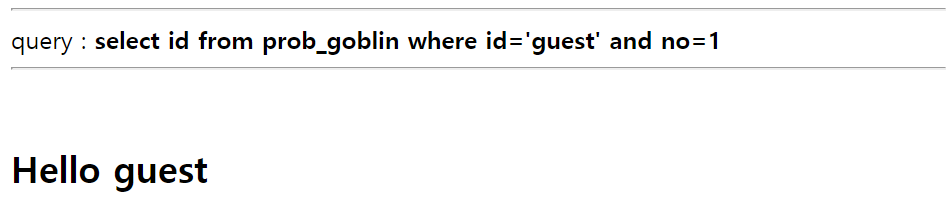 query : select id from prob_goblin where id='guest' and no=1
Hello guest